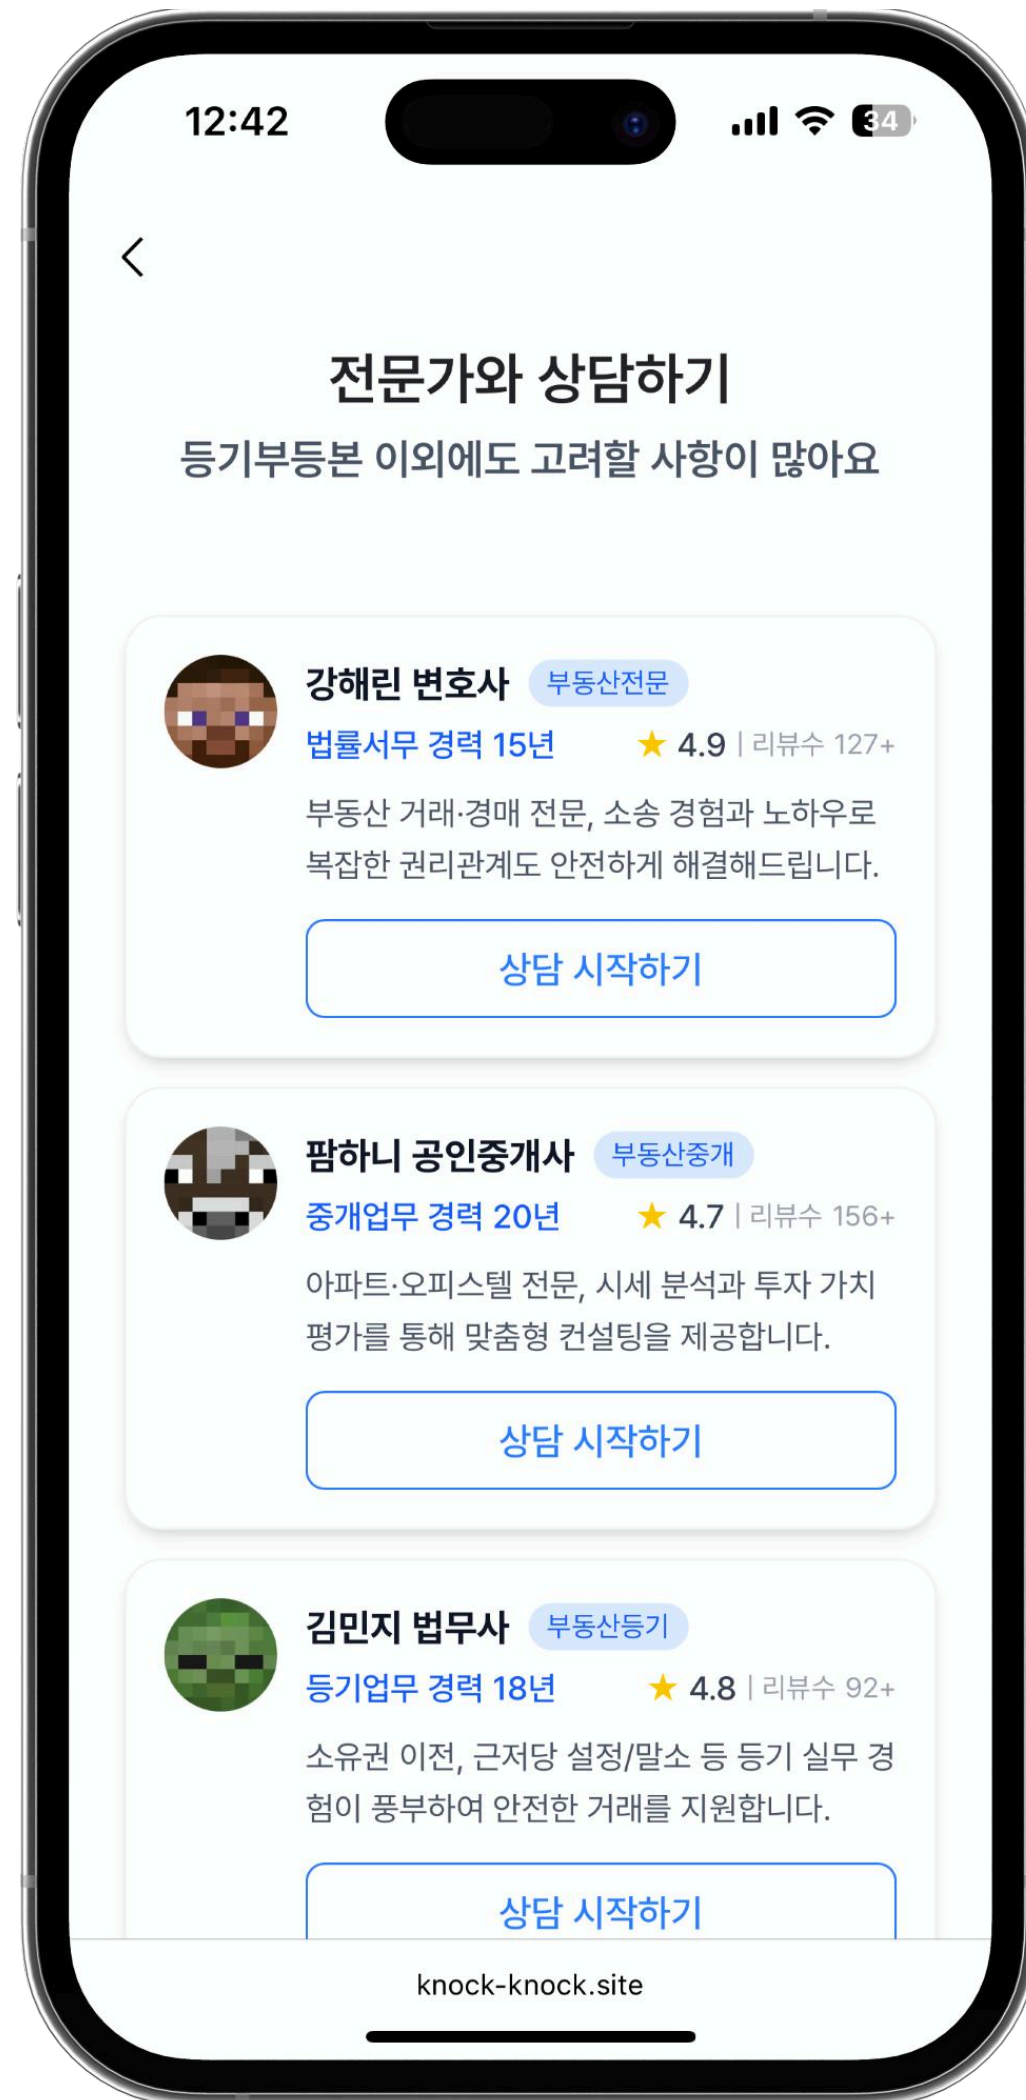 12:42
34
전문가와 상담하기
등기부등본 이외에도 고려할 사항이 많아요
강해린 변호사 부동산전문
법률서무 경력 15년 ★ 4.9 | 리뷰수 127+
부동산 거래·경매 전문, 소송 경험과 노하우로
복잡한 권리관계도 안전하게 해결해드립니다.
상담 시작하기
팜하니 공인중개사 부동산중개
중개업무 경력 20년 ★ 4.7 | 리뷰수 156+
아파트·오피스텔 전문, 시세 분석과 투자 가치
평가를 통해 맞춤형 컨설팅을 제공합니다.
상담 시작하기
김민지 법무사 부동산등기
등기업무 경력 18년 ★ 4.8 | 리뷰수 92+
소유권 이전, 근저당 설정/말소 등 등기 실무 경
험이 풍부하여 안전한 거래를 지원합니다.
상담 시작하기
knock-knock.site